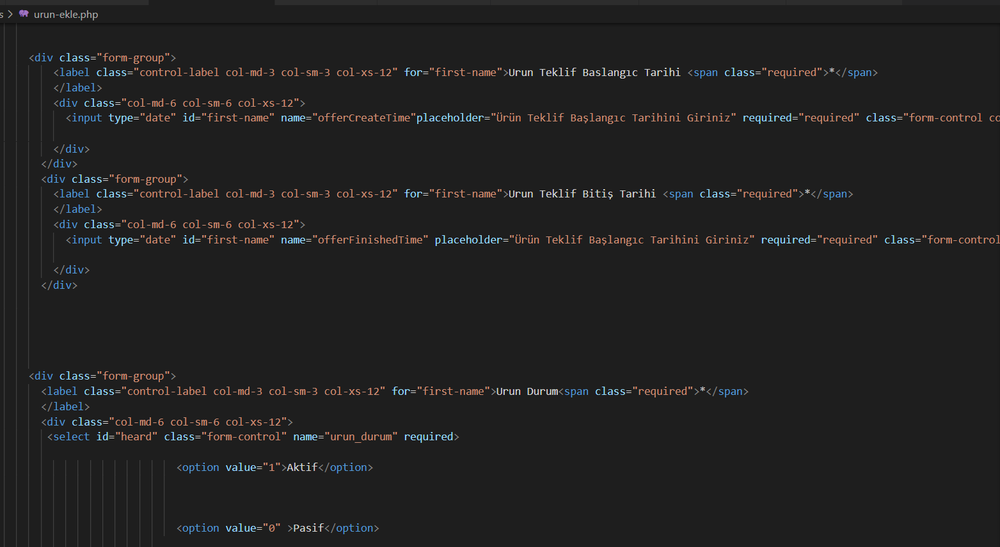 s > urun-ekle.php
<div class="form-group">
<label class="control-label col-md-3 col-sm-3 col-xs-12" for="first-name">Urun Teklif Baslangıc Tarihi <span class="required">*</span>
</label>
<div class="col-md-6 col-sm-6 col-xs-12">
<input type="date" id="first-name" name="offerCreateTime"placeholder="Ürün Teklif Başlangıc Tarihini Giriniz" required="required" class="form-control co
</div>
</div>
<div class="form-group">
<label class="control-label col-md-3 col-sm-3 col-xs-12" for="first-name">Urun Teklif Bitiş Tarihi <span class="required">*</span>
</label>
<div class="col-md-6 col-sm-6 col-xs-12">
<input type="date" id="first-name" name="offerFinishedTime" placeholder="Ürün Teklif Başlangıc Tarihini Giriniz" required="required" class="form-control
</div>
</div>
<div class="form-group">
<label class="control-label col-md-3 col-sm-3 col-xs-12" for="first-name">Urun Durum<span class="required">*</span>
</label>
<div class="col-md-6 col-sm-6 col-xs-12">
<select id="heard" class="form-control" name="urun_durum" required>
<option value="1">Aktif</option>
<option value="0" >Pasif</option>